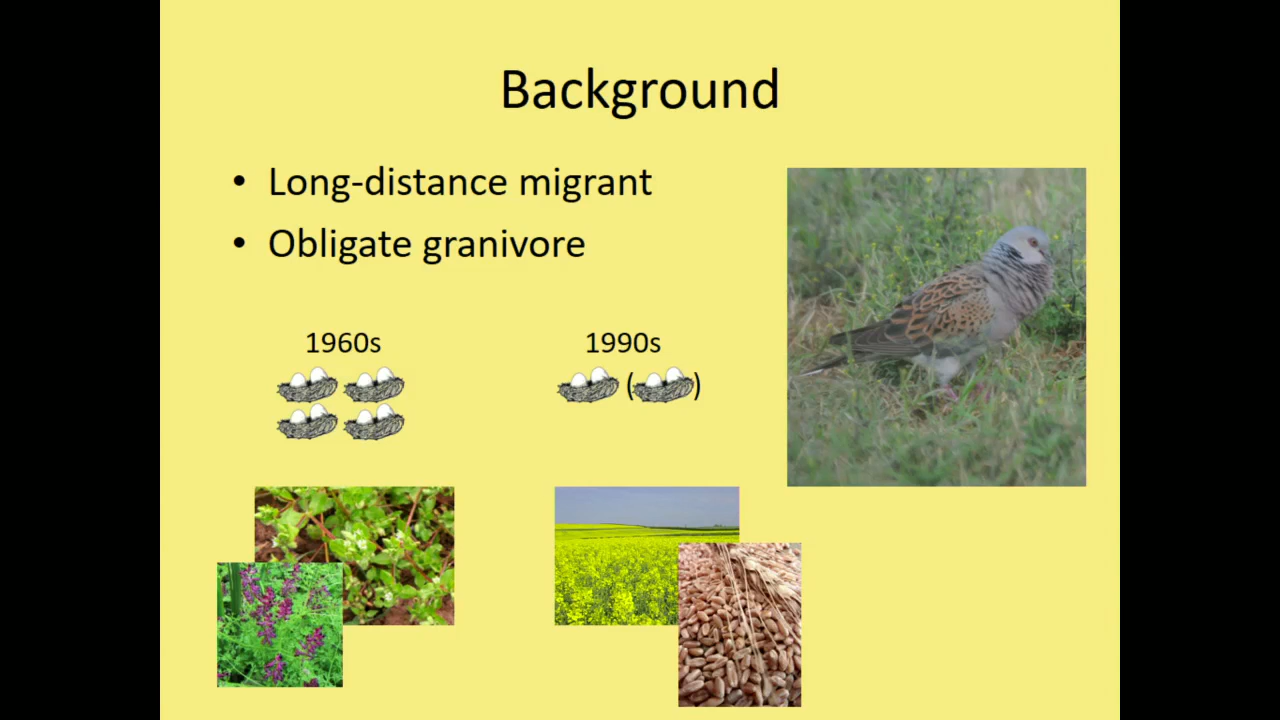 Background
• Long-distance migrant
• Obligate granivore
1960s
1990s
( )